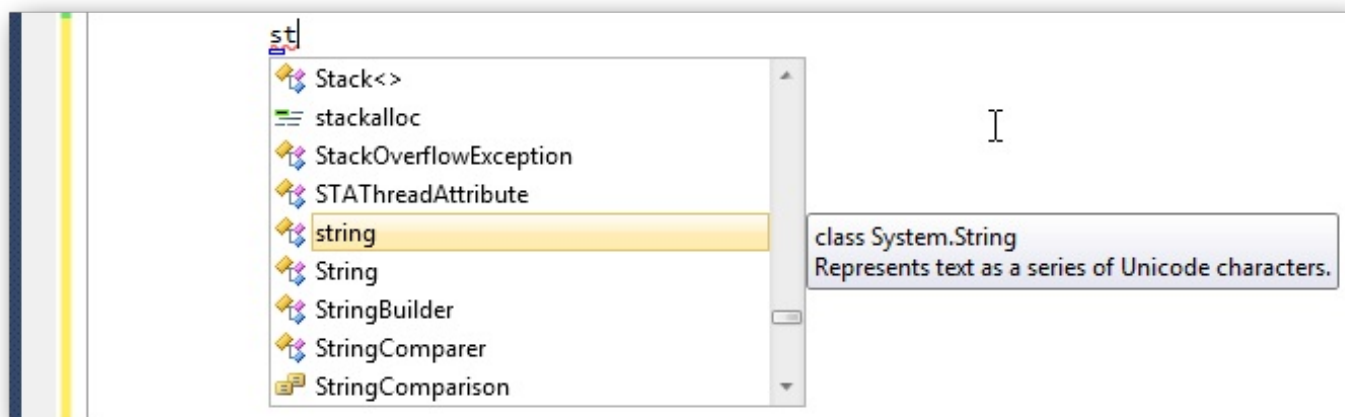 st
Stack<>
stackalloc
StackOverflowException
STAThreadAttribute
string
String
StringBuilder
StringComparer
StringComparison
class System.String
Represents text as a series of Unicode characters.